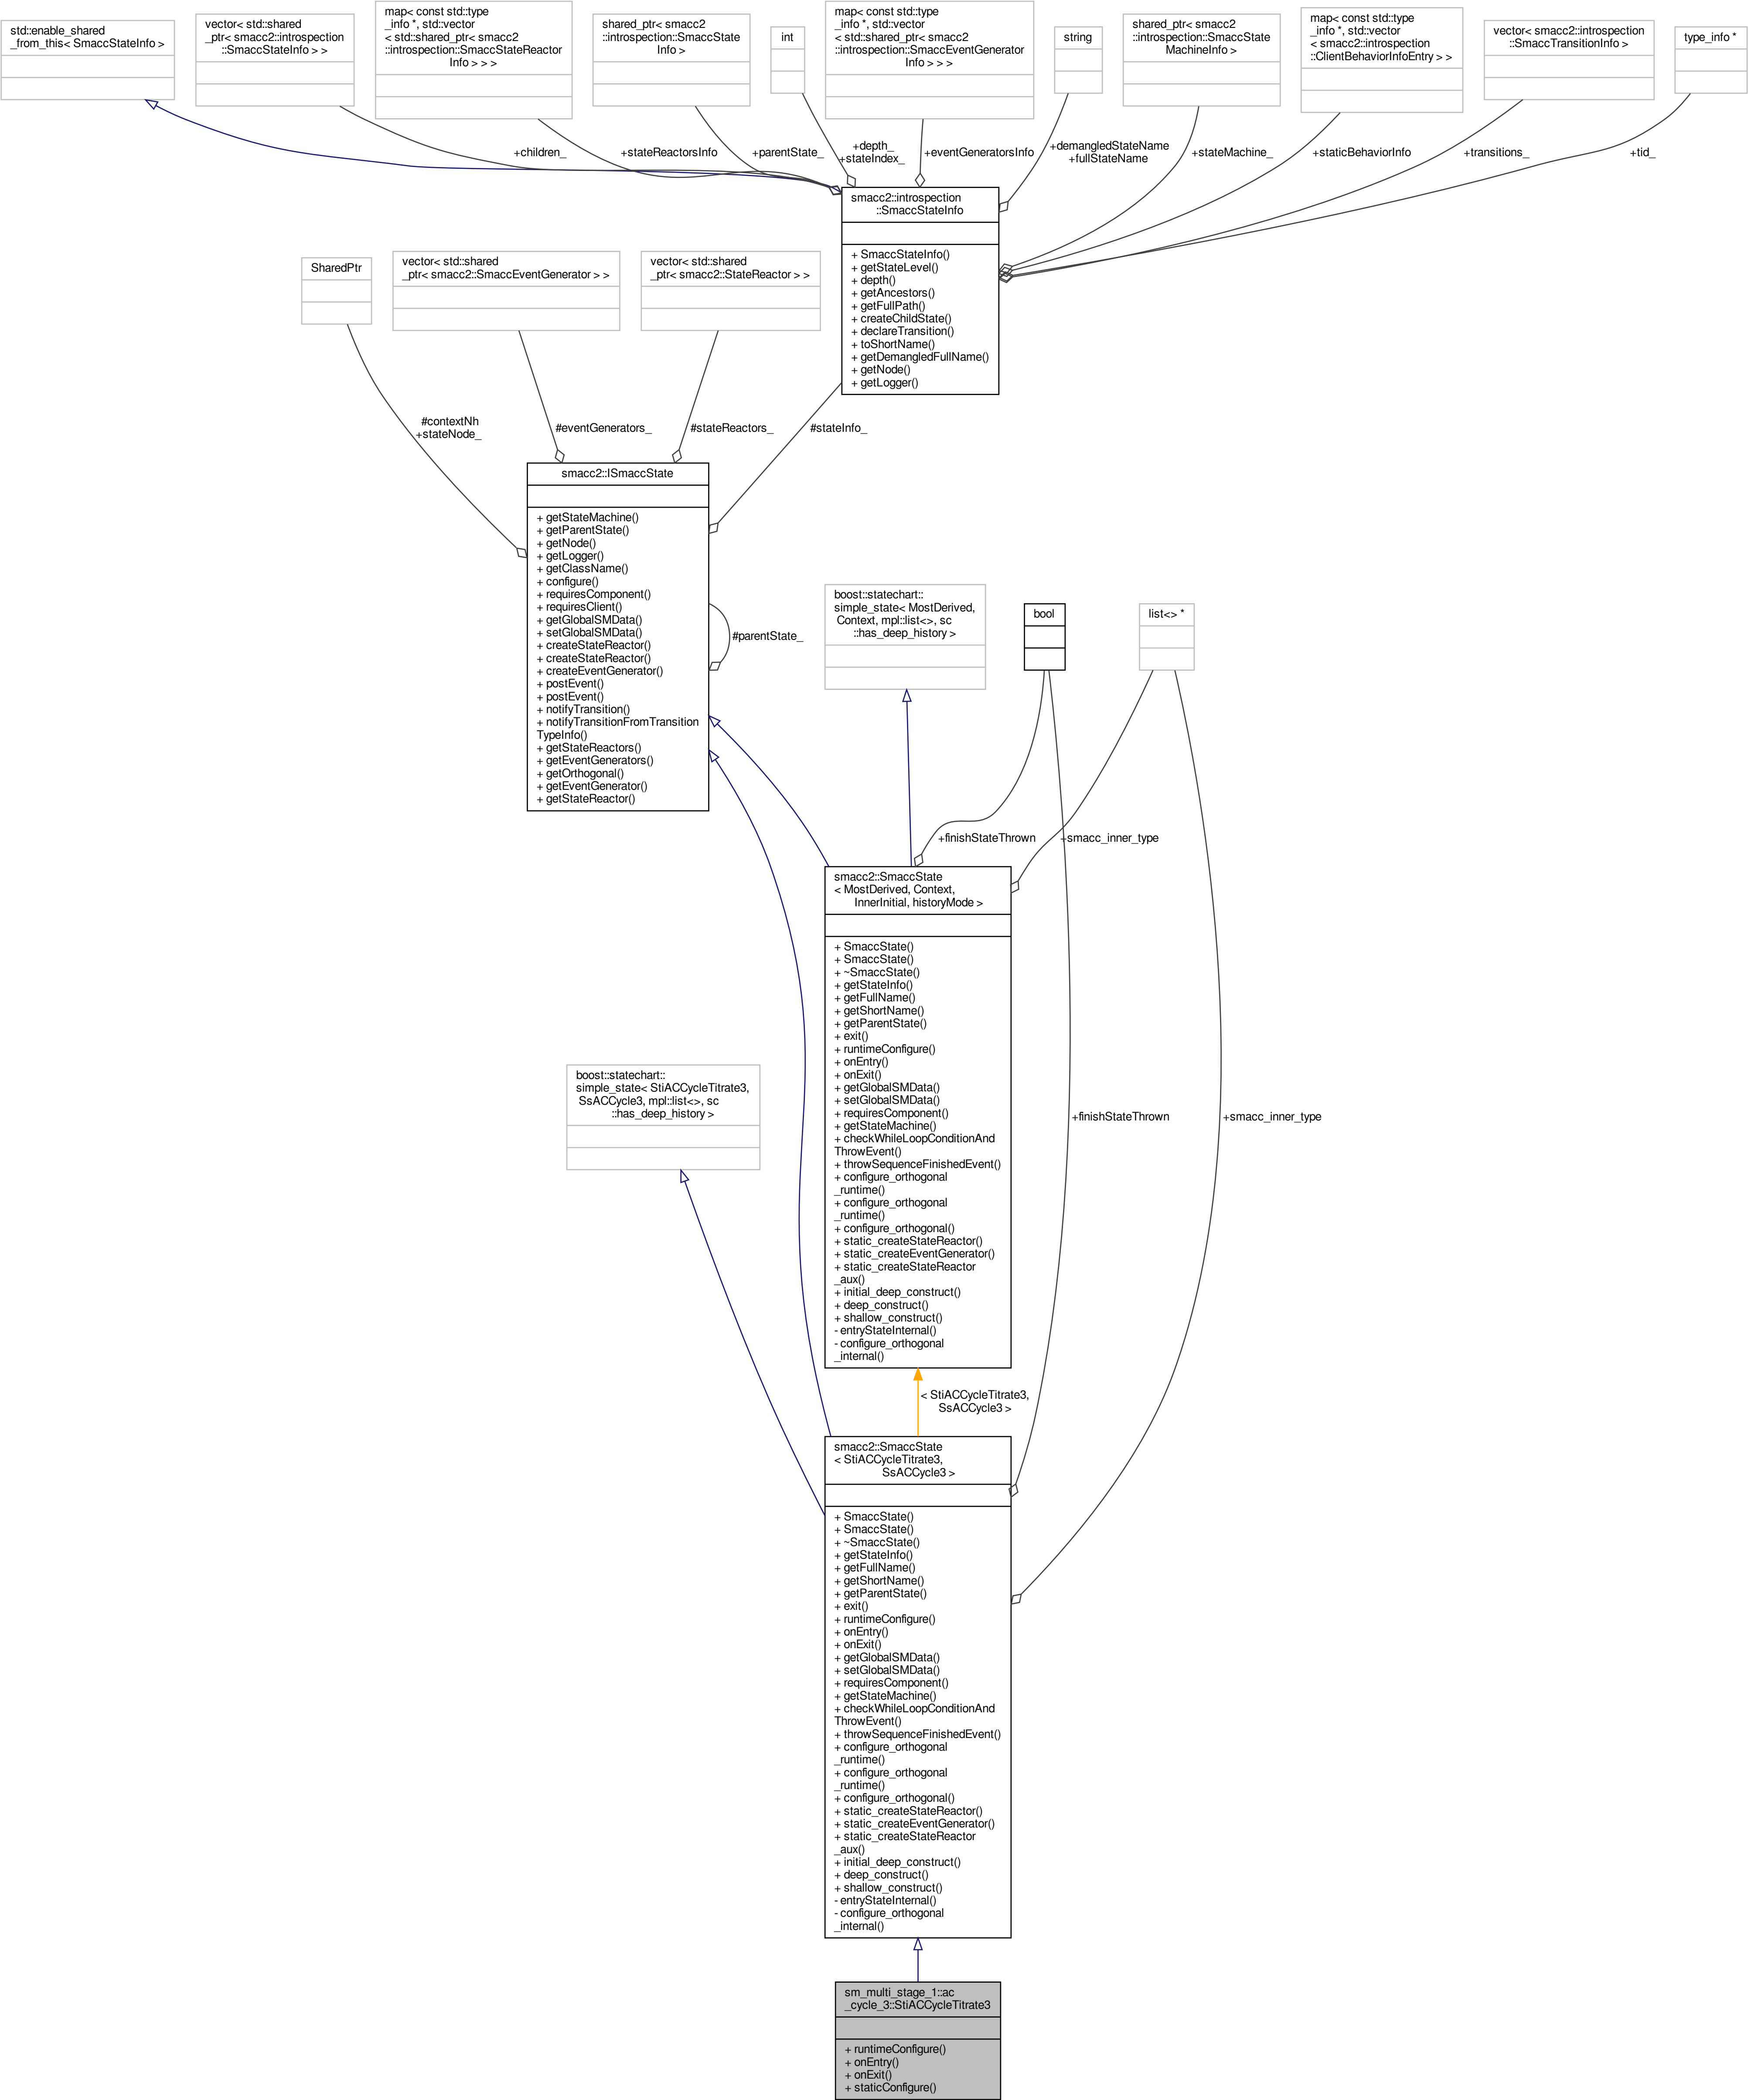 std::enable_shared
_from_this< SmaccStateInfo >
vector< std::shared
_ptr< smacc2::introspection
::SmaccStateInfo > >
map< const std::type
_info *, std::vector
< std::shared_ptr< smacc2
::introspection::SmaccStateReactor
Info > > >
shared_ptr< smacc2
::introspection::SmaccState
Info >
int
map< const std::type
_info *, std::vector
< std::shared_ptr< smacc2
::introspection::SmaccEventGenerator
Info > > >
string
shared_ptr< smacc2
::introspection::SmaccState
MachineInfo >
map< const std::type
_info *, std::vector
< smacc2::introspection
::ClientBehaviorInfoEntry > >
vector< smacc2::introspection
::SmaccTransitionInfo >
type_info *
+children_
+stateReactorsInfo
+parentState_
+depth_
+stateIndex_
+eventGeneratorsInfo
+demangledStateName
+fullStateName
+stateMachine_
+staticBehaviorInfo
+transitions_
+tid_
smacc2::introspection
::SmaccStateInfo
+ SmaccStateInfo()
+ getStateLevel()
+ depth()
+ getAncestors()
+ getFullPath()
+ createChildState()
+ declareTransition()
+ toShortName()
+ getDemangledFullName()
+ getNode()
+ getLogger()
SharedPtr
vector< std::shared
_ptr< smacc2::SmaccEventGenerator > >
vector< std::shared
_ptr< smacc2::StateReactor > >
#contextNh
+stateNode_
#eventGenerators_
#stateReactors_
#stateInfo_
smacc2::ISmaccState
+ getStateMachine()
+ getParentState()
+ getNode()
+ getLogger()
+ getClassName()
+ configure()
+ requiresComponent()
+ requiresClient()
+ getGlobalSMData()
+ setGlobalSMData()
+ createStateReactor()
+ createStateReactor()
+ createEventGenerator()
+ postEvent()
+ postEvent()
+ notifyTransition()
+ notifyTransitionFromTransition
TypeInfo()
+ getStateReactors()
+ getEventGenerators()
+ getOrthogonal()
+ getEventGenerator()
+ getStateReactor()
#parentState_
boost::statechart::
simple_state< MostDerived,
Context, mpl::list<>, sc
::has_deep_history >
bool
list<> *
+finishStateThrown
+smacc_inner_type
smacc2::SmaccState
< MostDerived, Context,
InnerInitial, historyMode >
+ SmaccState()
+ SmaccState()
+ ~SmaccState()
+ getStateInfo()
+ getFullName()
+ getShortName()
+ getParentState()
+ exit()
+ runtimeConfigure()
+ onEntry()
+ onExit()
+ getGlobalSMData()
+ setGlobalSMData()
+ requiresComponent()
+ getStateMachine()
+ checkWhileLoopConditionAnd
ThrowEvent()
+ throwSequenceFinishedEvent()
+ configure_orthogonal
_runtime()
+ configure_orthogonal
_runtime()
+ configure_orthogonal()
+ static_createStateReactor()
+ static_createEventGenerator()
+ static_createStateReactor
_aux()
+ initial_deep_construct()
+ deep_construct()
+ shallow_construct()
- entryStateInternal()
- configure_orthogonal
_internal()
boost::statechart::
simple_state< StiACCycleTitrate3,
SsACCycle3, mpl::list<>, sc
::has_deep_history >
+finishStateThrown
+smacc_inner_type
< StiACCycleTitrate3,
SsACCycle3 >
smacc2::SmaccState
< StiACCycleTitrate3,
SsACCycle3 >
+ SmaccState()
+ SmaccState()
+ ~SmaccState()
+ getStateInfo()
+ getFullName()
+ getShortName()
+ getParentState()
+ exit()
+ runtimeConfigure()
+ onEntry()
+ onExit()
+ getGlobalSMData()
+ setGlobalSMData()
+ requiresComponent()
+ getStateMachine()
+ checkWhileLoopConditionAnd
ThrowEvent()
+ throwSequenceFinishedEvent()
+ configure_orthogonal
_runtime()
+ configure_orthogonal
_runtime()
+ configure_orthogonal()
+ static_createStateReactor()
+ static_createEventGenerator()
+ static_createStateReactor
_aux()
+ initial_deep_construct()
+ deep_construct()
+ shallow_construct()
- entryStateInternal()
- configure_orthogonal
_internal()
sm_multi_stage_1::ac
_cycle_3::StiACCycleTitrate3
+ runtimeConfigure()
+ onEntry()
+ onExit()
+ staticConfigure()